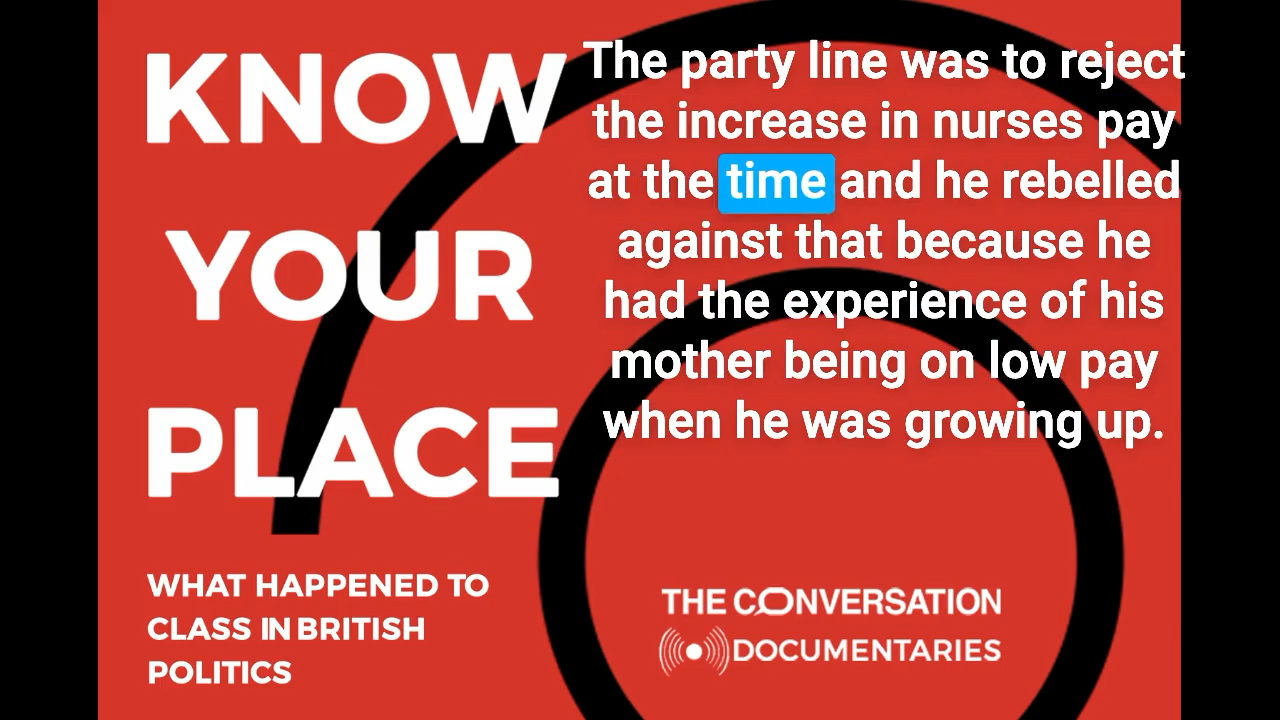 KNOW
YOUR
PLACE
WHAT HAPPENED TO
CLASS IN BRITISH
POLITICS
The party line was to reject
the increase in nurses pay
at the time and he rebelled
against that because he
had the experience of his
mother being on low pay
when he was growing up.
THE CONVERSATION
DOCUMENTARIES